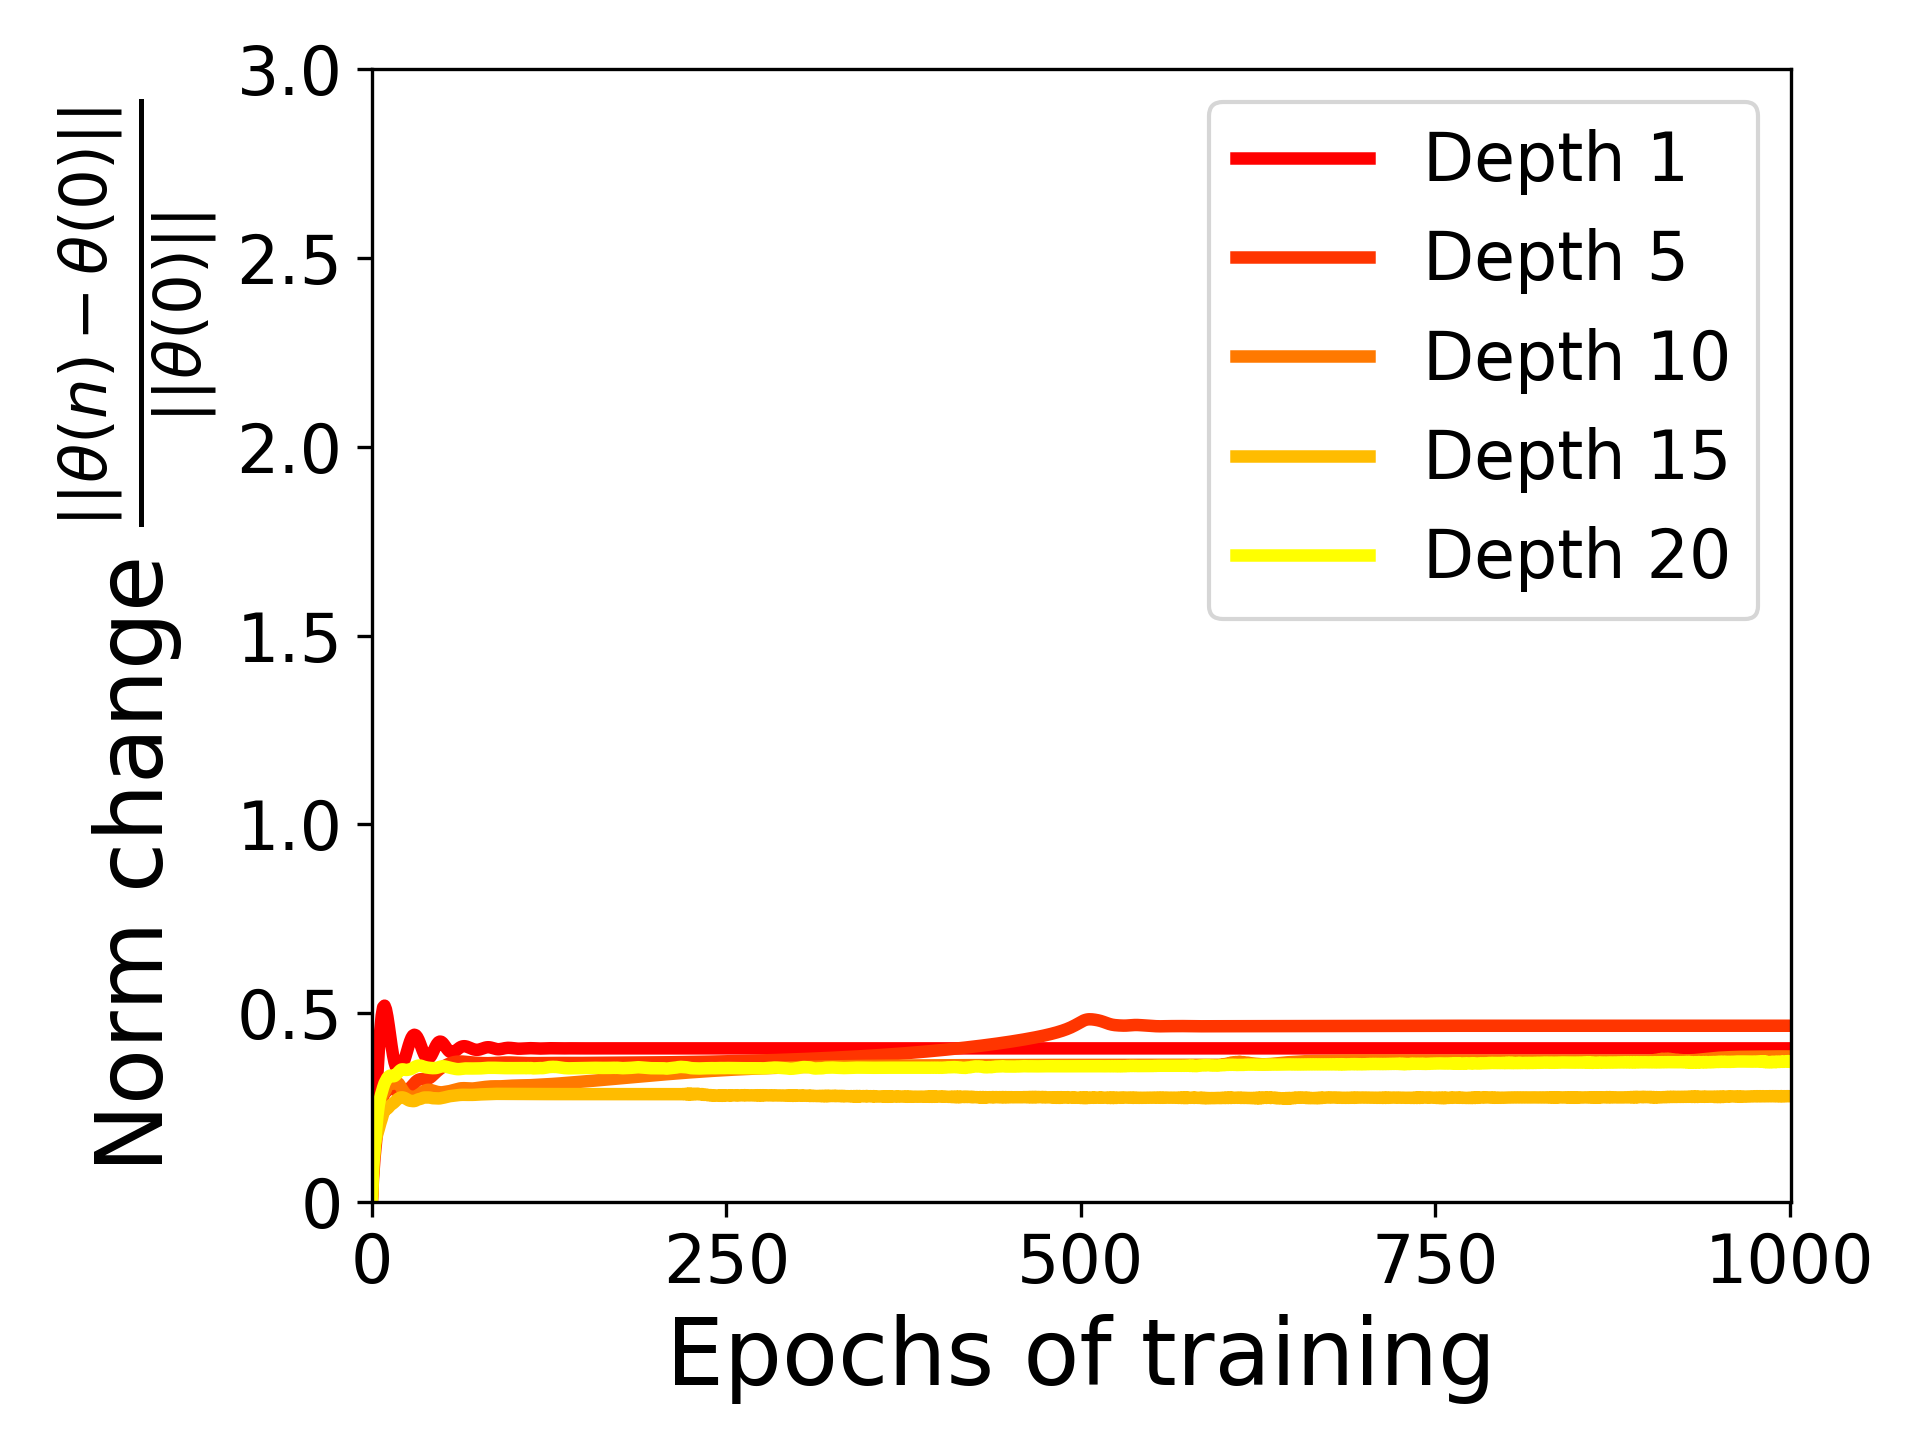 Norm change ||θ(n) − θ(0)|| / ||θ(0)||
3.0
2.5
2.0
1.5
1.0
0.5
0
0 250 500 750 1000
Epochs of training
Depth 1
Depth 5
Depth 10
Depth 15
Depth 20